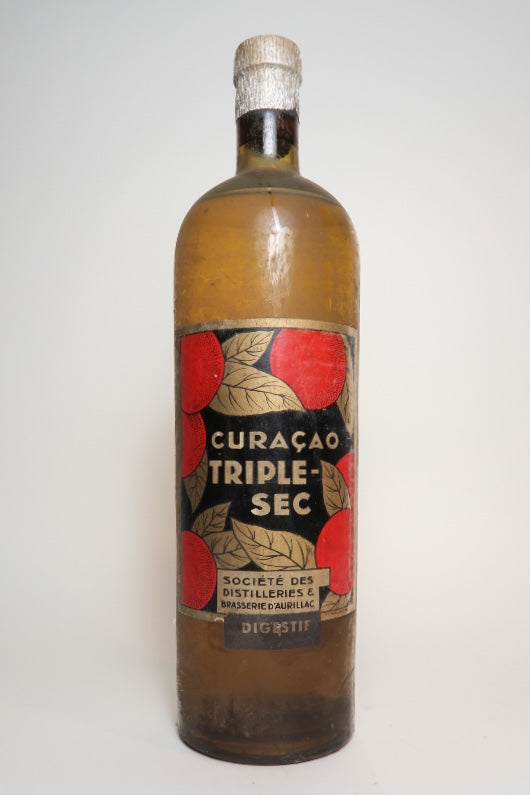 CURAÇAO
TRIPLE-
SEC
SOCIÉTÉ DES
DISTILLERIES &
BRASSERIE D'AURILLAC
DIGESTIF